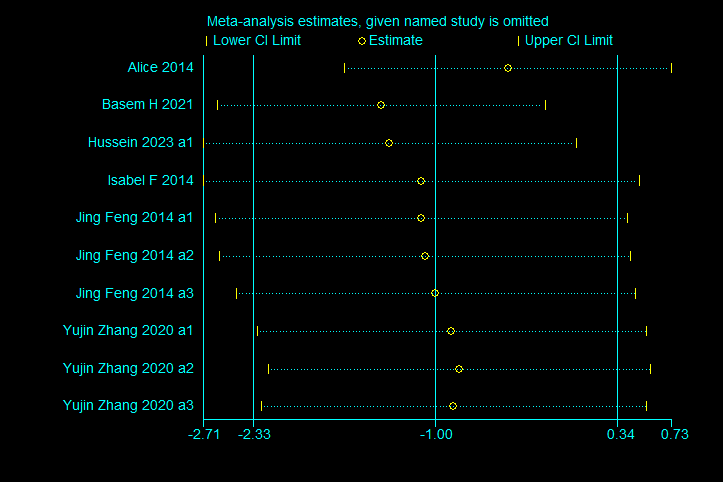 Meta-analysis estimates, given named study is omitted
Lower CI Limit Estimate Upper CI Limit
Alice 2014
Basem H 2021
Hussein 2023 a1
Isabel F 2014
Jing Feng 2014 a1
Jing Feng 2014 a2
Jing Feng 2014 a3
Yujin Zhang 2020 a1
Yujin Zhang 2020 a2
Yujin Zhang 2020 a3
-2.71 -2.33 -1.00 0.34 0.73